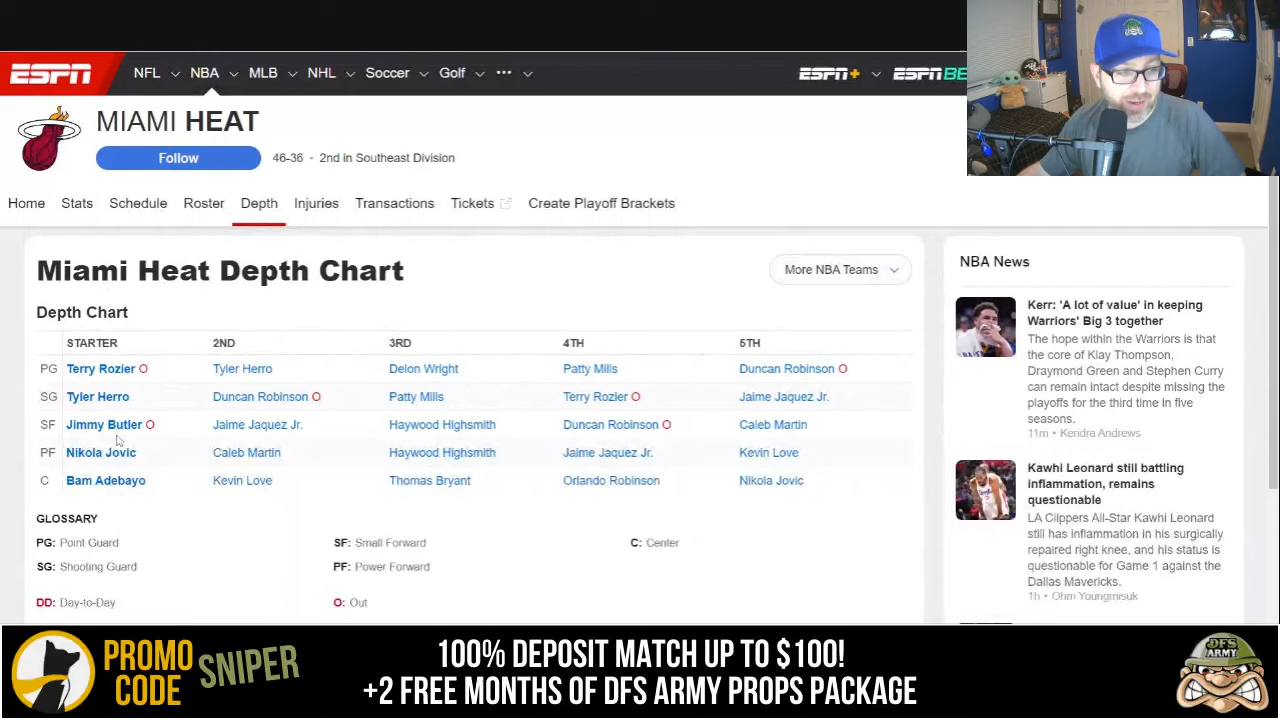 ESPN NFL NBA MLB NHL Soccer Golf ••• ESPN+ ESPN BE
MIAMI HEAT
Follow 46-36 - 2nd in Southeast Division
Home Stats Schedule Roster Depth Injuries Transactions Tickets Create Playoff Brackets
Miami Heat Depth Chart
More NBA Teams
Depth Chart
STARTER 2ND 3RD 4TH 5TH
PG Terry Rozier O Tyler Herro Delon Wright Patty Mills Duncan Robinson O
SG Tyler Herro Duncan Robinson O Patty Mills Terry Rozier O Jaime Jaquez Jr.
SF Jimmy Butler O Jaime Jaquez Jr. Haywood Highsmith Duncan Robinson O Caleb Martin
PF Nikola Jovic Caleb Martin Haywood Highsmith Jaime Jaquez Jr. Kevin Love
C Bam Adebayo Kevin Love Thomas Bryant Orlando Robinson Nikola Jovic
GLOSSARY
PG: Point Guard SF: Small Forward C: Center
SG: Shooting Guard PF: Power Forward
DD: Day-to-Day O: Out
NBA News
Kerr: 'A lot of value' in keeping
Warriors' Big 3 together
The hope within the Warriors is that
the core of Klay Thompson,
Draymond Green and Stephen Curry
can remain intact despite missing the
playoffs for the third time in five
seasons.
11m • Kendra Andrews
Kawhi Leonard still battling
inflammation, remains
questionable
LA Clippers All-Star Kawhi Leonard
still has inflammation in his surgically
repaired right knee, and his status is
questionable for Game 1 against the
Dallas Mavericks.
1h • Ohm Youngmisuk
PROMO
CODE
SNIPER
100% DEPOSIT MATCH UP TO $100!
+2 FREE MONTHS OF DFS ARMY PROPS PACKAGE
DFS
ARMY